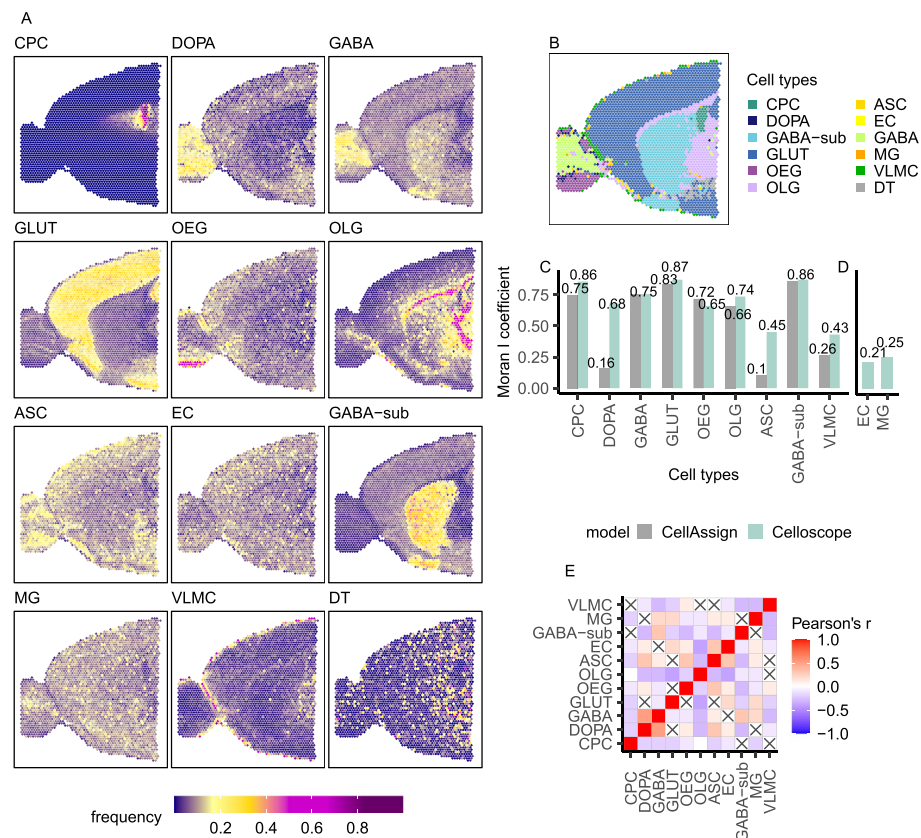 A
CPC DOPA GABA
GLUT OEG OLG
ASC EC GABA−sub
MG VLMC DT
frequency
0.2 0.4 0.6 0.8
B
Cell types
CPC ASC
DOPA EC
GABA−sub GABA
GLUT MG
OEG VLMC
OLG DT
C D
Moran I coefficient
0.75
0.50
0.25
0.00
0.75 0.86
0.16 0.68
0.75
0.83 0.87
0.72 0.65
0.66 0.74
0.1 0.45
0.86
0.26 0.43
0.21 0.25
CPC DOPA GABA GLUT OEG OLG ASC GABA−sub VLMC EC MG
Cell types
model CellAssign Celloscope
E
VLMC
MG
GABA−sub
EC
ASC
OLG
OEG
GLUT
GABA
DOPA
CPC
CPC DOPA GABA GLUT OEG OLG ASC EC GABA−sub MG VLMC
Pearson's r
1.0
0.5
0.0
−0.5
−1.0